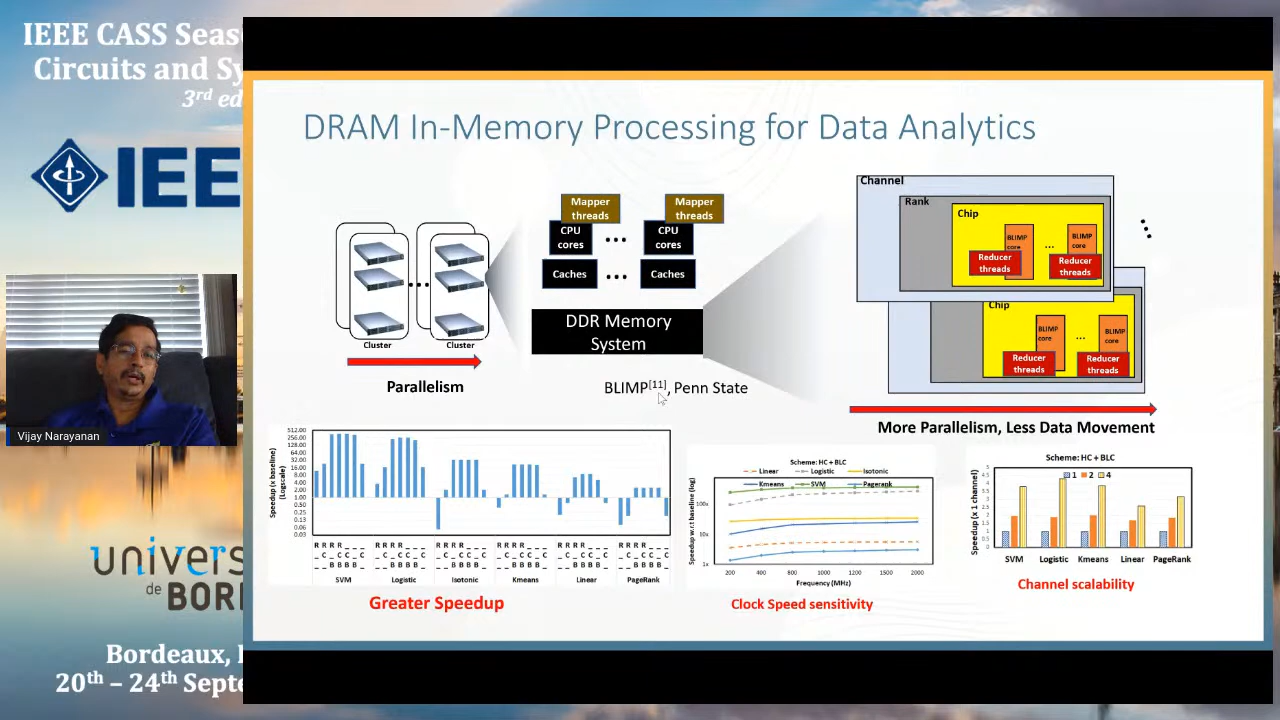 IEEE CASS Seas
Circuits and Sy
3rd ed
IEE
Vijay Narayanan
université
de BOR
Bordeaux,
20th – 24th Septe
DRAM In-Memory Processing for Data Analytics
Cluster
Cluster
Parallelism
Mapper
threads
Mapper
threads
CPU
cores
...
CPU
cores
Caches
...
Caches
DDR Memory
System
BLIMP[11], Penn State
Channel
Rank
Chip
BLIMP
core
...
BLIMP
core
Reducer
threads
Reducer
threads
Chip
BLIMP
core
...
BLIMP
core
Reducer
threads
Reducer
threads
More Parallelism, Less Data Movement
Speedup (x baseline)
(Logscale)
512.00
256.00
128.00
64.00
32.00
16.00
8.00
4.00
2.00
1.00
0.50
0.25
0.13
0.06
0.03
SVM
Logistic
Isotonic
Kmeans
Linear
PageRank
Greater Speedup
Scheme: HC + BLC
Linear
Logistic
Isotonic
Kmeans
SVM
Pagerank
Speedup w.r.t baseline (log)
100x
10x
1x
200
400
800
1000
1200
1500
2000
Frequency (MHz)
Clock Speed sensitivity
Scheme: HC + BLC
1
2
4
Speedup (x 1 channel)
5
4.5
4
3.5
3
2.5
2
1.5
1
0.5
0
SVM
Logistic
Kmeans
Linear
PageRank
Channel scalability